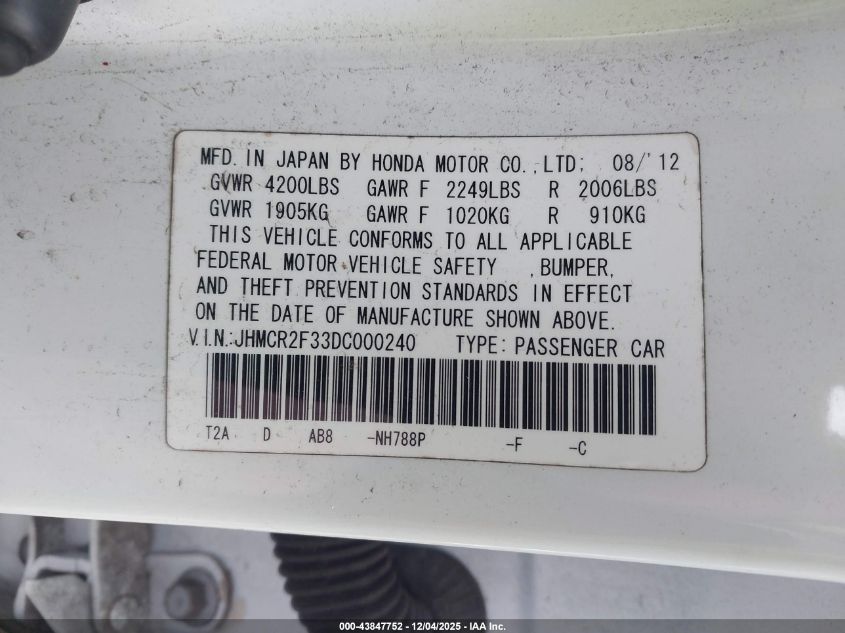 MFD. IN JAPAN BY HONDA MOTOR CO.,LTD; 08/'12
GVWR 4200LBS GAWR F 2249LBS R 2006LBS
GVWR 1905KG GAWR F 1020KG R 910KG
THIS VEHICLE CONFORMS TO ALL APPLICABLE
FEDERAL MOTOR VEHICLE SAFETY ,BUMPER,
AND THEFT PREVENTION STANDARDS IN EFFECT
ON THE DATE OF MANUFACTURE SHOWN ABOVE.
V.I.N.:JHMCR2F33DC000240 TYPE: PASSENGER CAR
T2A D AB8 -NH788P -F -C
000-43847752 - 12/04/2025 - IAA Inc.